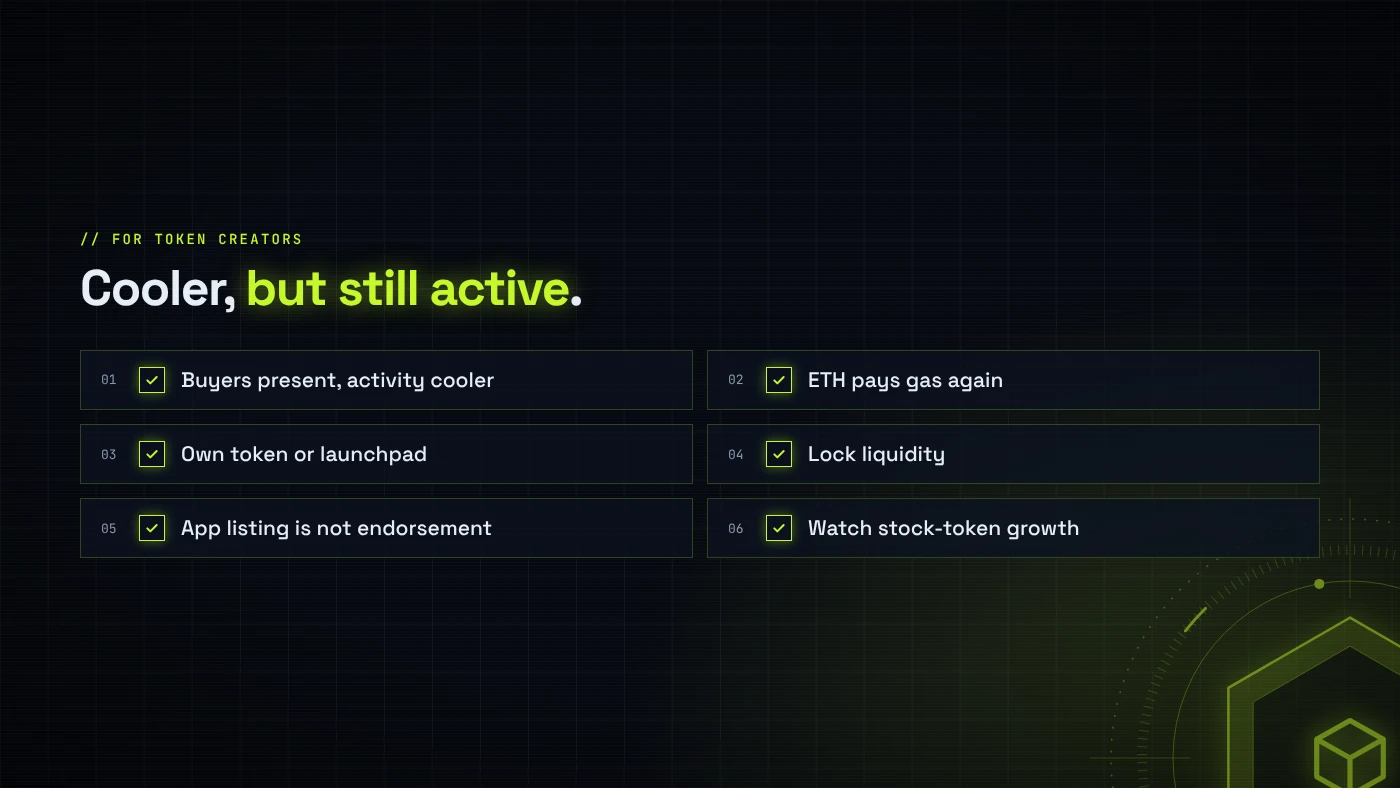 // FOR TOKEN CREATORS
Cooler, but still active.
01 Buyers present, activity cooler
02 ETH pays gas again
03 Own token or launchpad
04 Lock liquidity
05 App listing is not endorsement
06 Watch stock-token growth